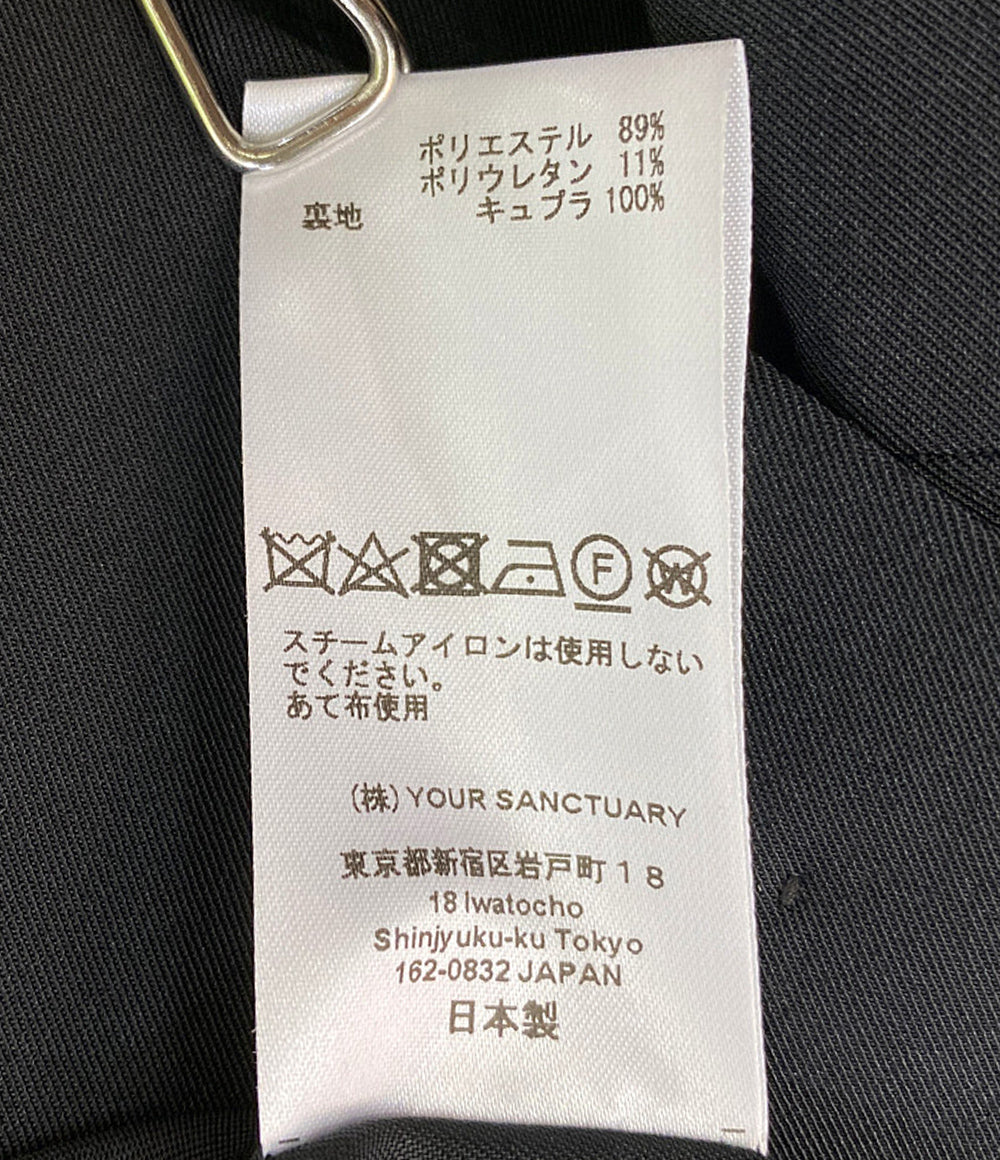 ポリエステル 89%
ポリウレタン 11%
裏地 キュプラ 100%
F W
スチームアイロンは使用しない
でください。
あて布使用
(株) YOUR SANCTUARY
東京都新宿区岩戸町18
18 Iwatocho
Shinjyuku-ku Tokyo
162-0832 JAPAN
日本製